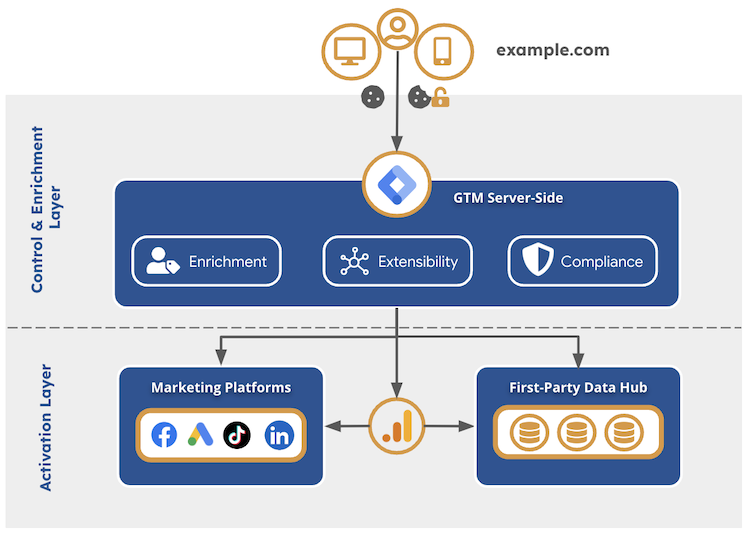 example.com
Control & Enrichment
Layer
GTM Server-Side
Enrichment
Extensibility
Compliance
Activation Layer
Marketing Platforms
First-Party Data Hub
in